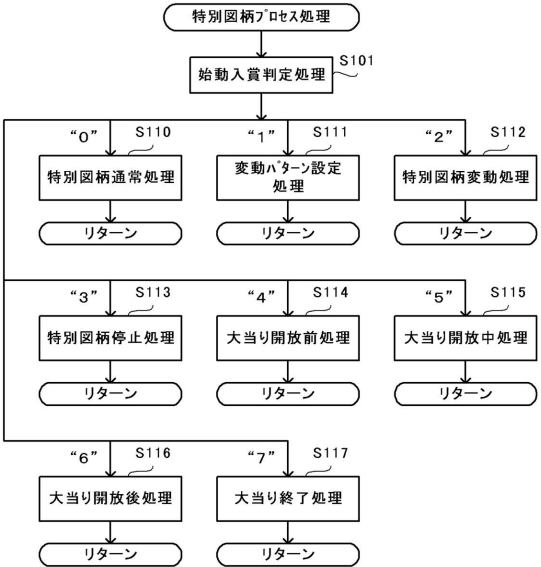 特別図柄プロセス処理
S101
始動入賞判定処理
“0”
S110
“1”
S111
“2”
S112
特別図柄通常処理
変動パターン設定
処理
特別図柄変動処理
リターン
リターン
リターン
“3”
S113
“4”
S114
“5”
S115
特別図柄停止処理
大当り開放前処理
大当り開放中処理
リターン
リターン
リターン
“6”
S116
“7”
S117
大当り開放後処理
大当り終了処理
リターン
リターン